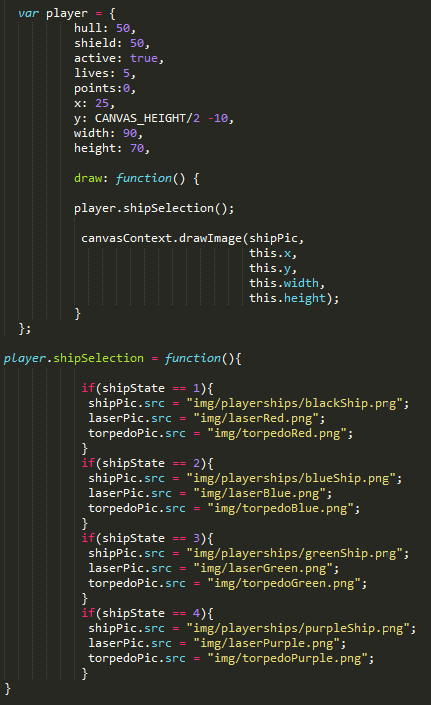 var player = {
hull: 50,
shield: 50,
active: true,
lives: 5,
points:0,
x: 25,
y: CANVAS_HEIGHT/2 -10,
width: 90,
height: 70,
draw: function() {
player.shipSelection();
canvasContext.drawImage(shipPic,
this.x,
this.y,
this.width,
this.height);
}
};
player.shipSelection = function(){
if(shipState == 1){
shipPic.src = "img/playerships/blackShip.png";
laserPic.src = "img/laserRed.png";
torpedoPic.src = "img/torpedoRed.png";
}
if(shipState == 2){
shipPic.src = "img/playerships/blueShip.png";
laserPic.src = "img/laserBlue.png";
torpedoPic.src = "img/torpedoBlue.png";
}
if(shipState == 3){
shipPic.src = "img/playerships/greenShip.png";
laserPic.src = "img/laserGreen.png";
torpedoPic.src = "img/torpedoGreen.png";
}
if(shipState == 4){
shipPic.src = "img/playerships/purpleShip.png";
laserPic.src = "img/laserPurple.png";
torpedoPic.src = "img/torpedoPurple.png";
}
}